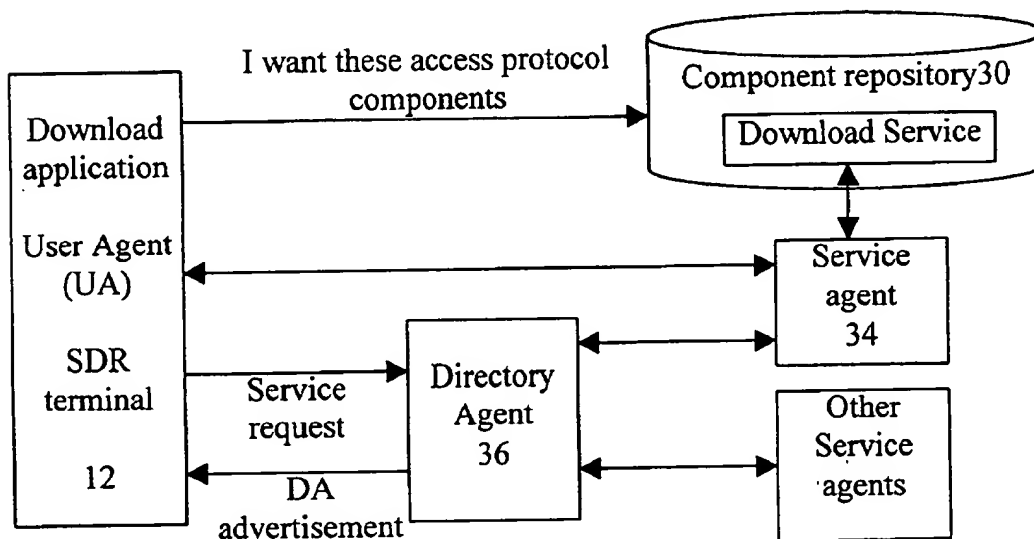 I want these access protocol
components
Component repository30
Download Service
Download
application
User Agent
(UA)
SDR
terminal
12
Service
agent
34
Service
request
DA
advertisement
Directory
Agent
36
Other
Service
agents